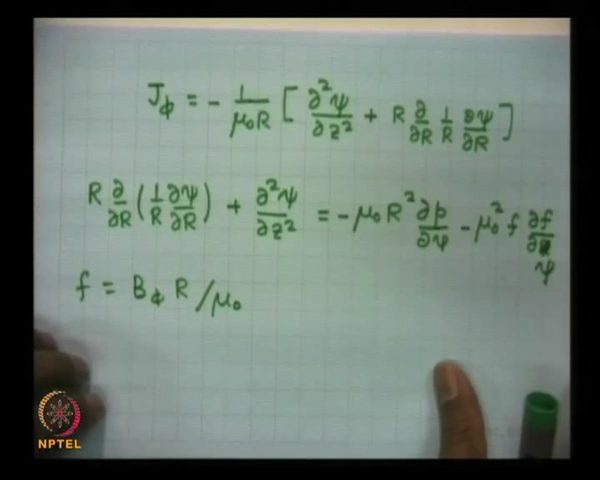 J_ϕ = - 1/μ₀R [ ∂²ψ/∂z² + R ∂/∂R 1/R ∂ψ/∂R ]
R ∂/∂R ( 1/R ∂ψ/∂R ) + ∂²ψ/∂z² = - μ₀ R² ∂p/∂ψ - μ₀² f ∂f/∂ψ
f = B_ϕ R / μ₀
NPTEL